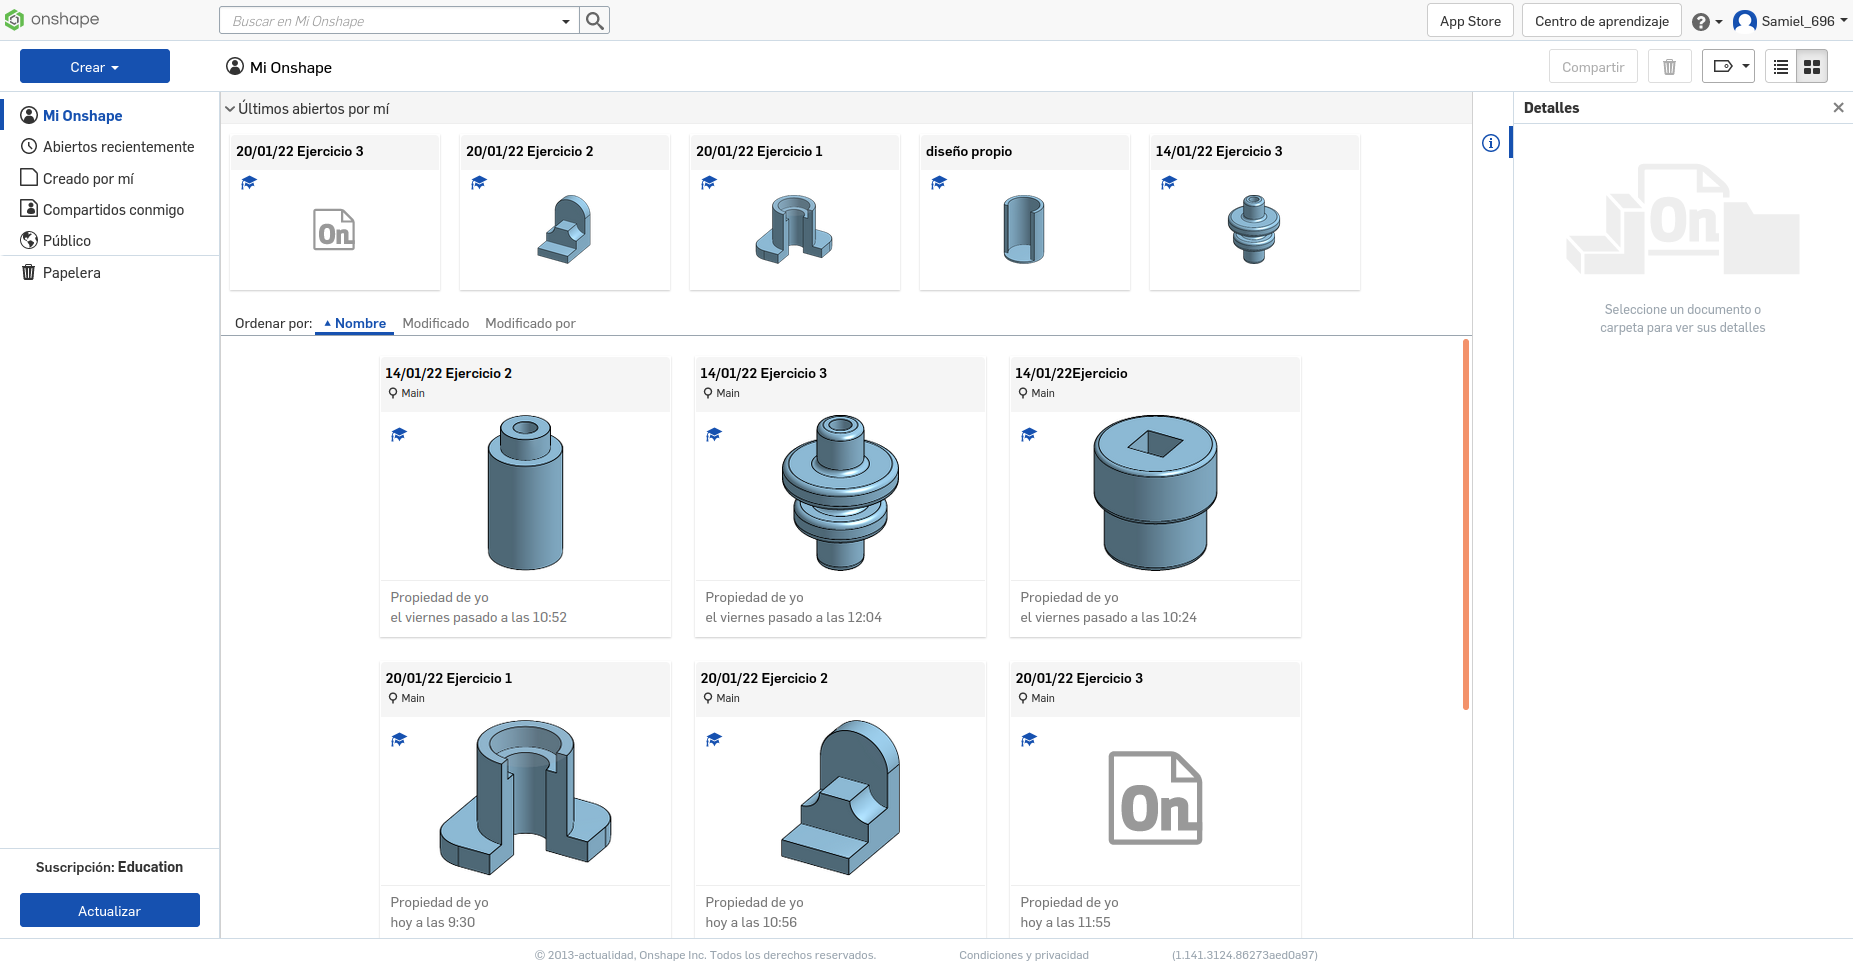 onshape
Buscar en Mi Onshape
App Store
Centro de aprendizaje
Samiel_696
Crear
Mi Onshape
Compartir
Mi Onshape
Abiertos recientemente
Creado por mí
Compartidos conmigo
Público
Papelera
Suscripción: Education
Actualizar
Últimos abiertos por mí
20/01/22 Ejercicio 3
On
20/01/22 Ejercicio 2
20/01/22 Ejercicio 1
diseño propio
14/01/22 Ejercicio 3
Ordenar por: Nombre Modificado Modificado por
14/01/22 Ejercicio 2
Main
Propiedad de yo
el viernes pasado a las 10:52
14/01/22 Ejercicio 3
Main
Propiedad de yo
el viernes pasado a las 12:04
14/01/22Ejercicio
Main
Propiedad de yo
el viernes pasado a las 10:24
20/01/22 Ejercicio 1
Main
Propiedad de yo
hoy a las 9:30
20/01/22 Ejercicio 2
Main
Propiedad de yo
hoy a las 10:56
20/01/22 Ejercicio 3
Main
On
Propiedad de yo
hoy a las 11:55
Detalles
On
Seleccione un documento o
carpeta para ver sus detalles
© 2013-actualidad, Onshape Inc. Todos los derechos reservados. Condiciones y privacidad (1.141.3124.86273aed0a97)